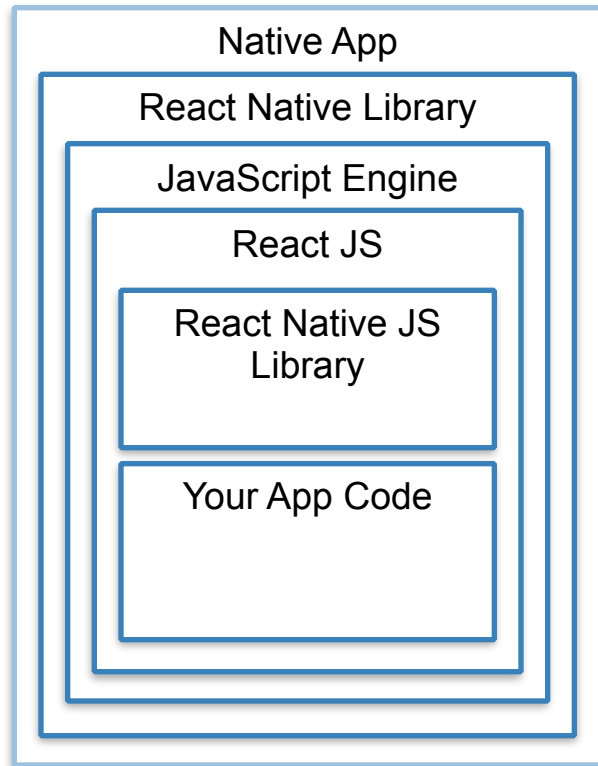 Native App
React Native Library
JavaScript Engine
React JS
React Native JS
Library
Your App Code